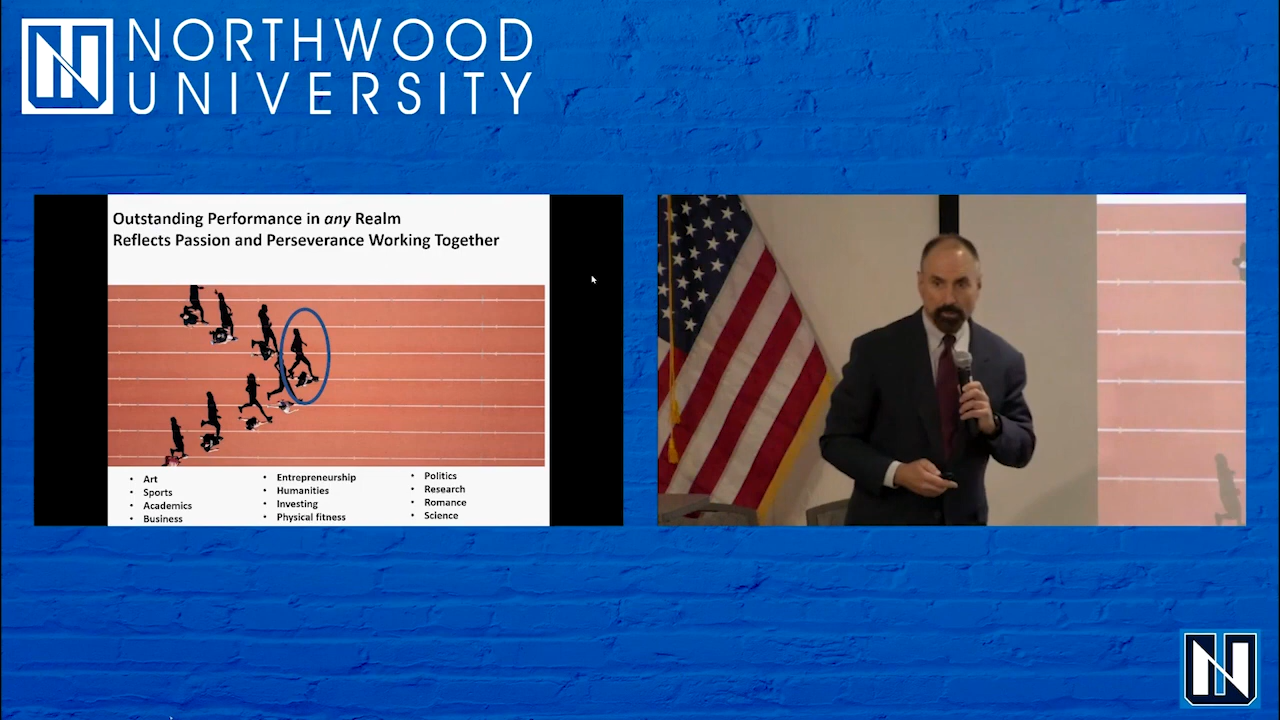 NORTHWOOD
UNIVERSITY
Outstanding Performance in any Realm
Reflects Passion and Perseverance Working Together
• Art
• Sports
• Academics
• Business
• Entrepreneurship
• Humanities
• Investing
• Physical fitness
• Politics
• Research
• Romance
• Science